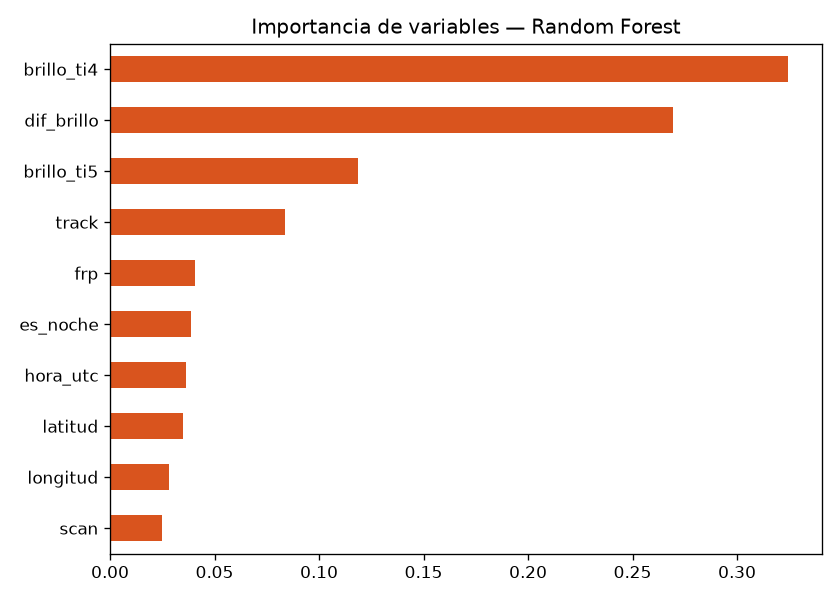 Importancia de variables — Random Forest
brillo_ti4
dif_brillo
brillo_ti5
track
frp
es_noche
hora_utc
latitud
longitud
scan
0.00 0.05 0.10 0.15 0.20 0.25 0.30